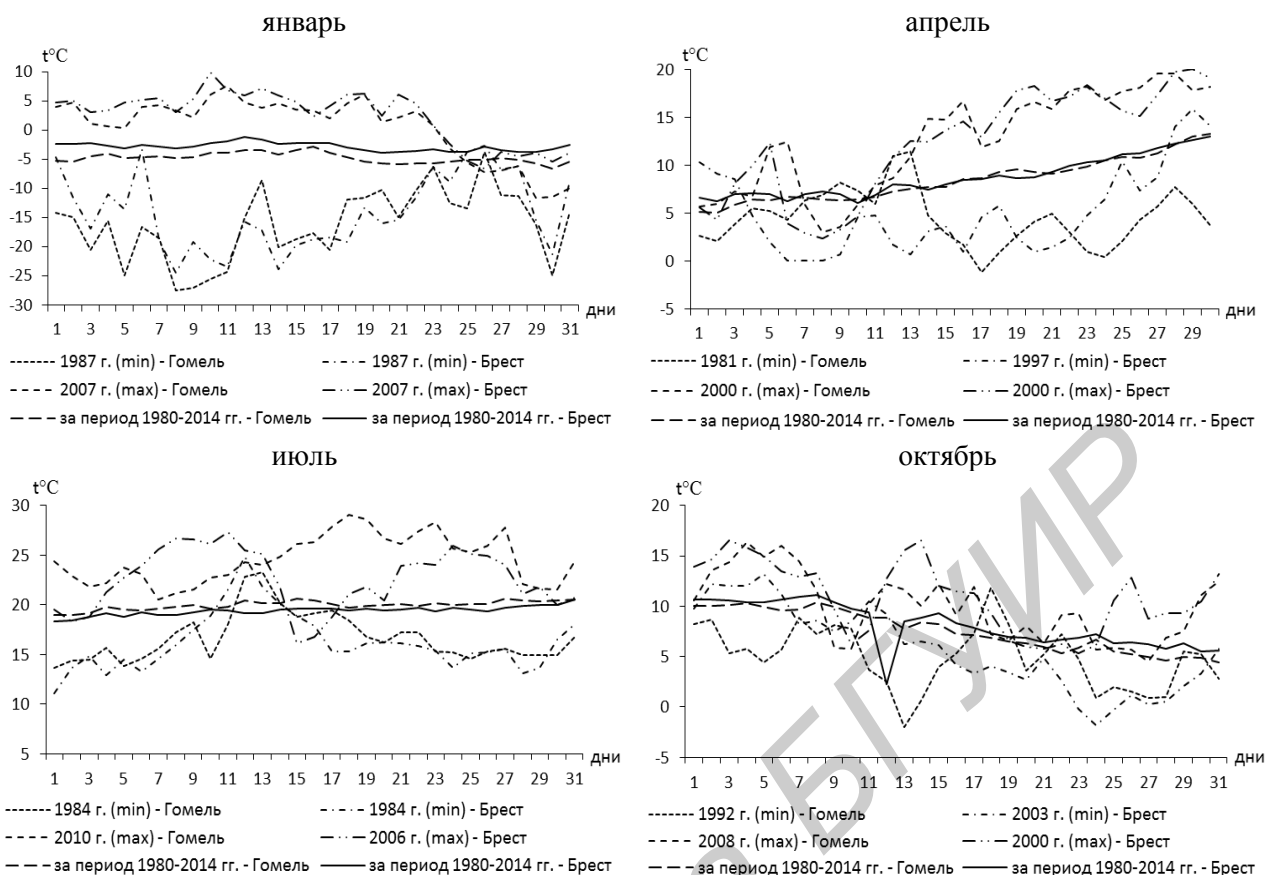 январь
t°C
10
5
0
-5
-10
-15
-20
-25
-30
1 3 5 7 9 11 13 15 17 19 21 23 25 27 29 31
дни
1987 г. (min) - Гомель
1987 г. (min) - Брест
2007 г. (max) - Гомель
2007 г. (max) - Брест
за период 1980-2014 гг. - Гомель
за период 1980-2014 гг. - Брест
апрель
t°C
20
15
10
5
0
-5
1 3 5 7 9 11 13 15 17 19 21 23 25 27 29
дни
1981 г. (min) - Гомель
1997 г. (min) - Брест
2000 г. (max) - Гомель
2000 г. (max) - Брест
за период 1980-2014 гг. - Гомель
за период 1980-2014 гг. - Брест
июль
t°C
30
25
20
15
10
5
1 3 5 7 9 11 13 15 17 19 21 23 25 27 29 31
дни
1984 г. (min) - Гомель
1984 г. (min) - Брест
2010 г. (max) - Гомель
2006 г. (max) - Брест
за период 1980-2014 гг. - Гомель
за период 1980-2014 гг. - Брест
октябрь
t°C
20
15
10
5
0
-5
1 3 5 7 9 11 13 15 17 19 21 23 25 27 29 31
дни
1992 г. (min) - Гомель
2003 г. (min) - Брест
2008 г. (max) - Гомель
2000 г. (max) - Брест
за период 1980-2014 гг. - Гомель
за период 1980-2014 гг. - Брест
БГУИР